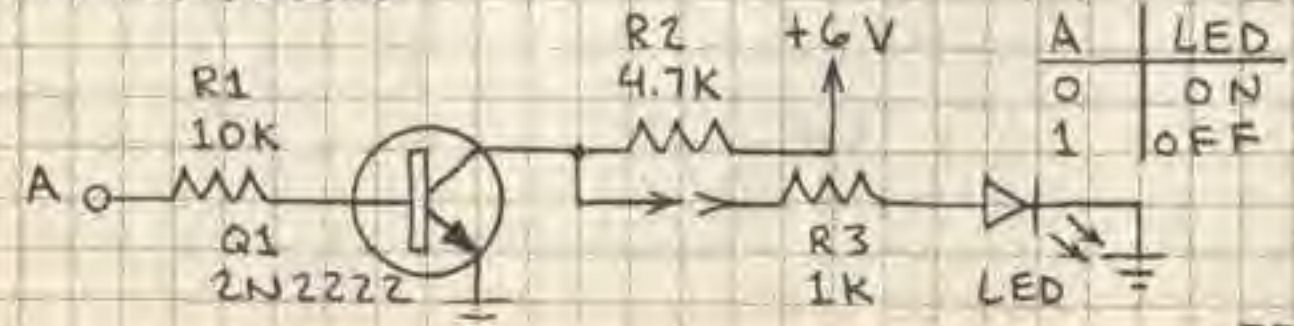 R1
10K
A
Q1
2N2222
R2
4.7K
+6V
R3
1K
LED
A LED
0 ON
1 OFF